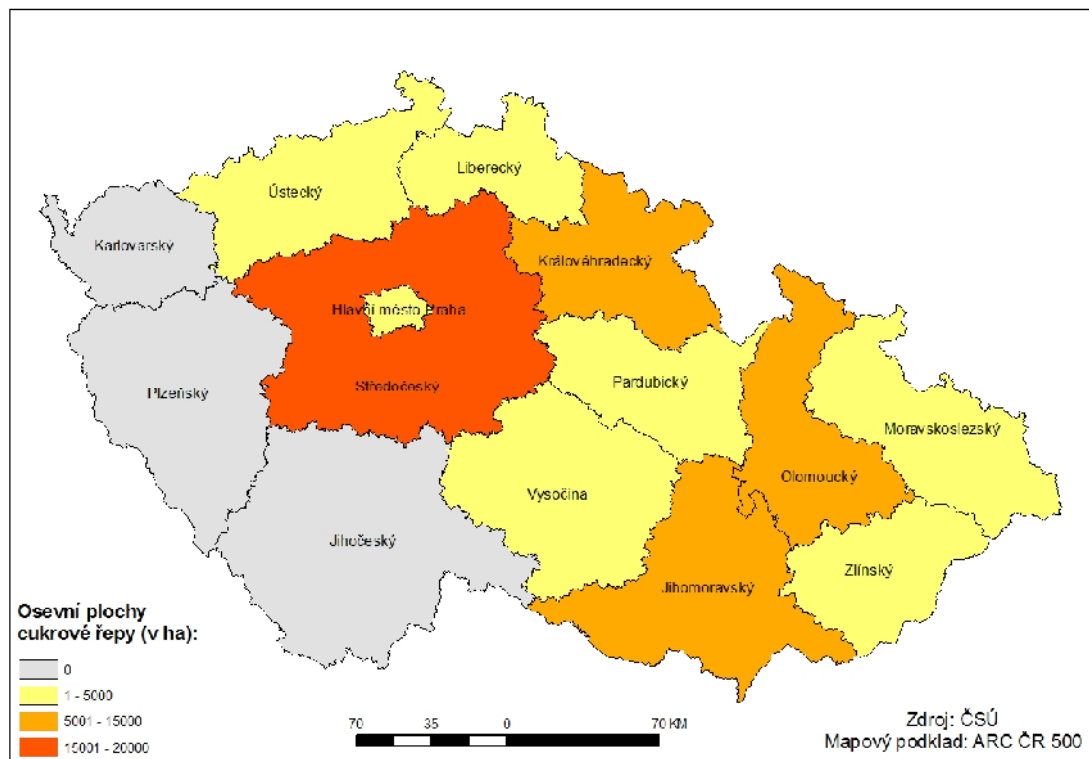 Liberecký
Ústecký
Karlovarský
Královéhradecký
Hlavní město Praha
Pardubický
Středočeský
Plzeňský
Moravskoslezský
Olomoucký
Vysočina
Jihočeský
Zlínský
Jihomoravský
Osevní plochy
cukrové řepy (v ha):
0
1 - 5000
5001 - 15000
15001 - 20000
70 35 0 70 KM
Zdroj: ČSÚ
Mapový podklad: ARC ČR 500